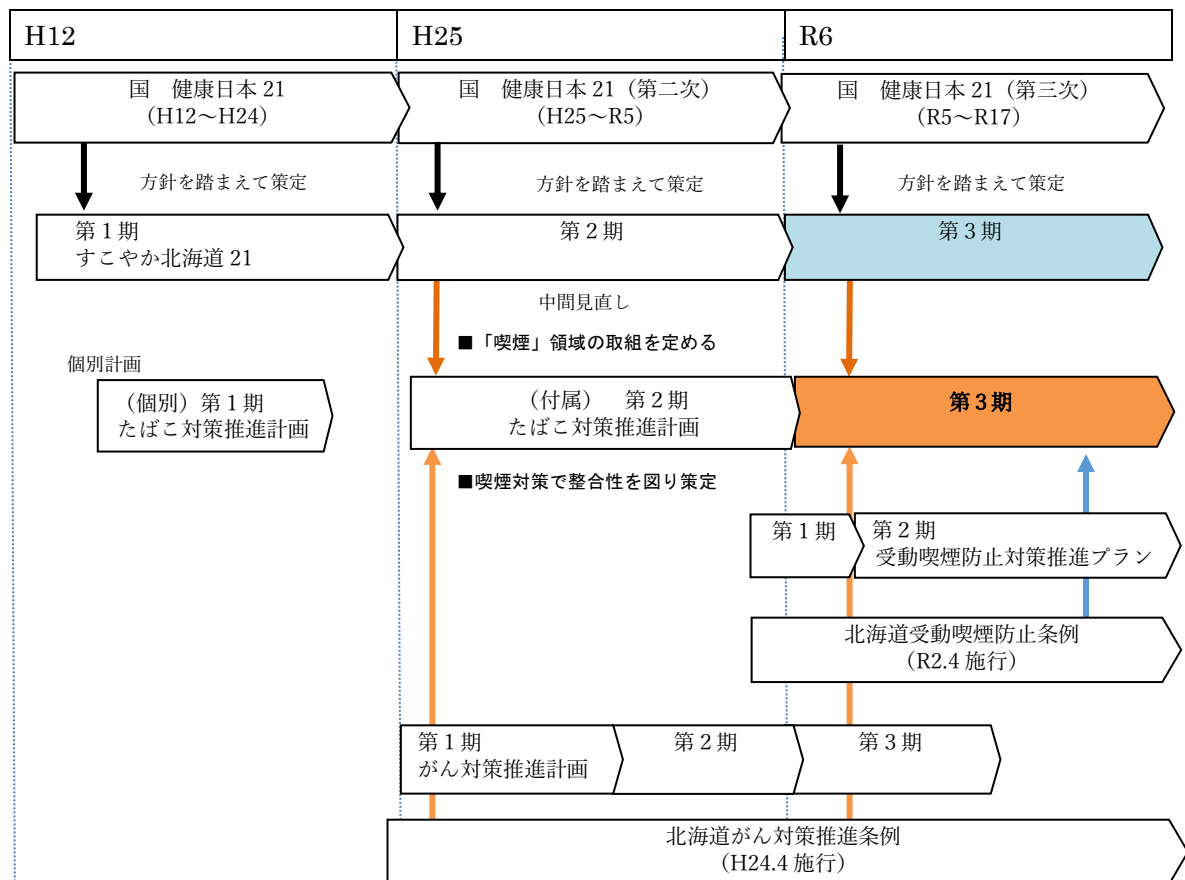 H12
H25
R6
国　健康日本 21
（H12～H24）
国　健康日本 21（第二次）
（H25～R5）
国　健康日本 21（第三次）
（R5～R17）
方針を踏まえて策定
方針を踏まえて策定
方針を踏まえて策定
第１期
すこやか北海道 21
第２期
第３期
中間見直し
■「喫煙」領域の取組を定める
個別計画
（個別）第１期
たばこ対策推進計画
（付属）　第２期
たばこ対策推進計画
第３期
■喫煙対策で整合性を図り策定
第１期
第２期
受動喫煙防止対策推進プラン
北海道受動喫煙防止条例
（R2.4 施行）
第１期
がん対策推進計画
第２期
第３期
北海道がん対策推進条例
（H24.4 施行）